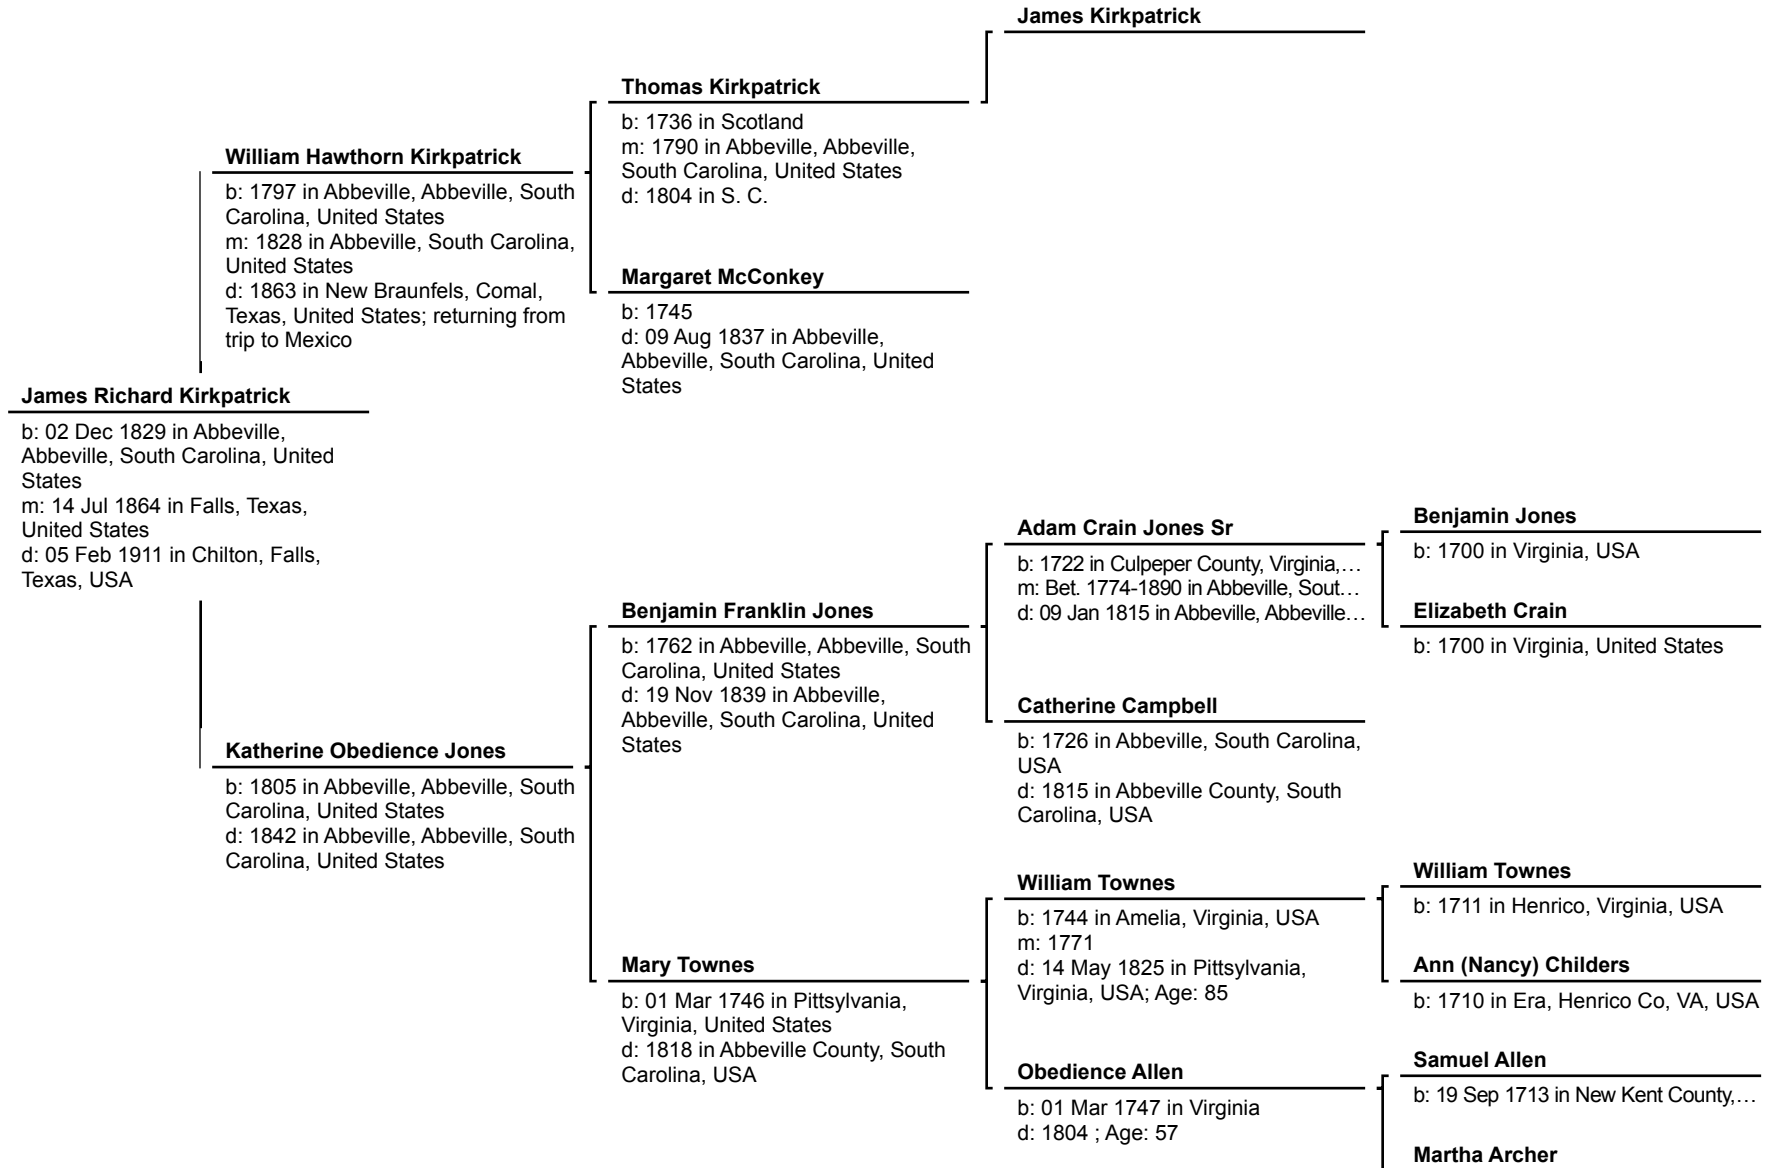 James Kirkpatrick
Thomas Kirkpatrick
b: 1736 in Scotland
m: 1790 in Abbeville, Abbeville,
South Carolina, United States
d: 1804 in S. C.
William Hawthorn Kirkpatrick
b: 1797 in Abbeville, Abbeville, South
Carolina, United States
m: 1828 in Abbeville, South Carolina,
United States
d: 1863 in New Braunfels, Comal,
Texas, United States; returning from
trip to Mexico
Margaret McConkey
b: 1745
d: 09 Aug 1837 in Abbeville,
Abbeville, South Carolina, United
States
James Richard Kirkpatrick
b: 02 Dec 1829 in Abbeville,
Abbeville, South Carolina, United
States
m: 14 Jul 1864 in Falls, Texas,
United States
d: 05 Feb 1911 in Chilton, Falls,
Texas, USA
Adam Crain Jones Sr
b: 1722 in Culpeper County, Virginia,…
m: Bet. 1774-1890 in Abbeville, Sout…
d: 09 Jan 1815 in Abbeville, Abbeville…
Benjamin Jones
b: 1700 in Virginia, USA
Elizabeth Crain
b: 1700 in Virginia, United States
Benjamin Franklin Jones
b: 1762 in Abbeville, Abbeville, South
Carolina, United States
d: 19 Nov 1839 in Abbeville,
Abbeville, South Carolina, United
States
Catherine Campbell
b: 1726 in Abbeville, South Carolina,
USA
d: 1815 in Abbeville County, South
Carolina, USA
Katherine Obedience Jones
b: 1805 in Abbeville, Abbeville, South
Carolina, United States
d: 1842 in Abbeville, Abbeville, South
Carolina, United States
William Townes
b: 1744 in Amelia, Virginia, USA
m: 1771
d: 14 May 1825 in Pittsylvania,
Virginia, USA; Age: 85
William Townes
b: 1711 in Henrico, Virginia, USA
Ann (Nancy) Childers
b: 1710 in Era, Henrico Co, VA, USA
Mary Townes
b: 01 Mar 1746 in Pittsylvania,
Virginia, United States
d: 1818 in Abbeville County, South
Carolina, USA
Obedience Allen
b: 01 Mar 1747 in Virginia
d: 1804 ; Age: 57
Samuel Allen
b: 19 Sep 1713 in New Kent County,…
Martha Archer